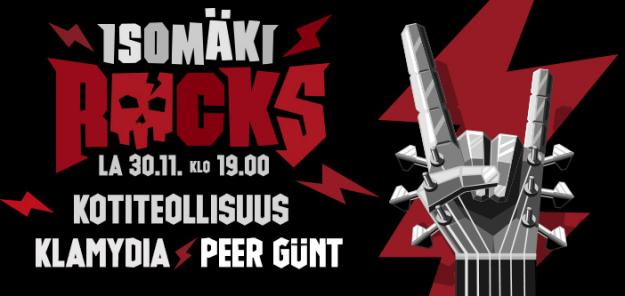 ISOMÄKI
ROCKS
LA 30.11. KLO 19.00
KOTITEOLLISUUS
KLAMYDIA PEER GÜNT